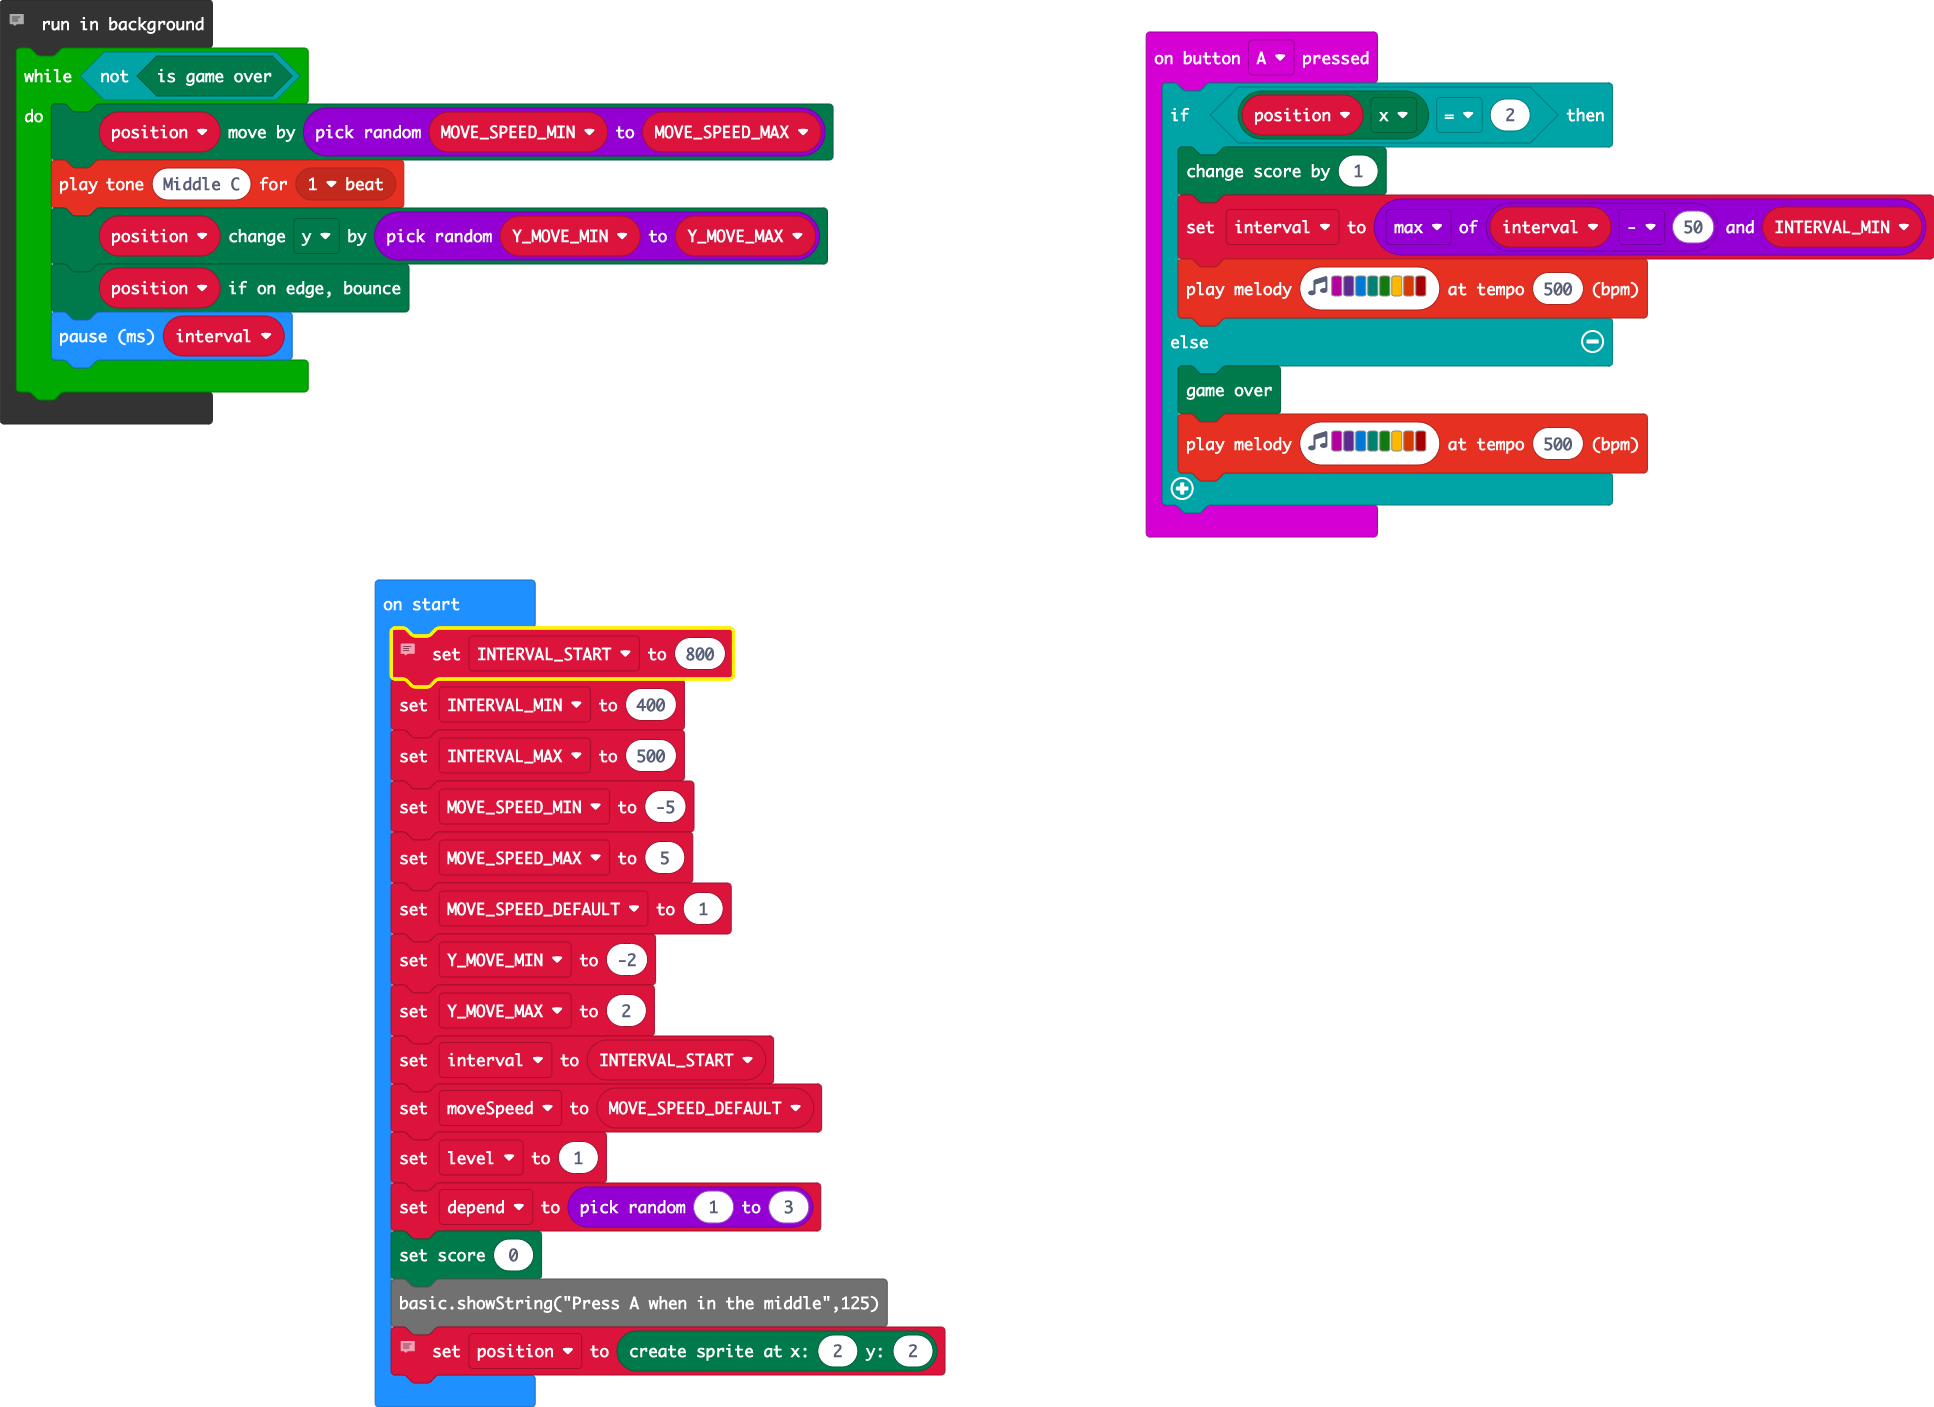 run in background
while not is game over
do
position move by pick random MOVE_SPEED_MIN to MOVE_SPEED_MAX
play tone Middle C for 1 beat
position change y by pick random Y_MOVE_MIN to Y_MOVE_MAX
position if on edge, bounce
pause (ms) interval
on button A pressed
if position x = 2 then
change score by 1
set interval to max of interval - 50 and INTERVAL_MIN
play melody at tempo 500 (bpm)
else
game over
play melody at tempo 500 (bpm)
on start
set INTERVAL_START to 800
set INTERVAL_MIN to 400
set INTERVAL_MAX to 500
set MOVE_SPEED_MIN to -5
set MOVE_SPEED_MAX to 5
set MOVE_SPEED_DEFAULT to 1
set Y_MOVE_MIN to -2
set Y_MOVE_MAX to 2
set interval to INTERVAL_START
set moveSpeed to MOVE_SPEED_DEFAULT
set level to 1
set depend to pick random 1 to 3
set score 0
basic.showString("Press A when in the middle",125)
set position to create sprite at x: 2 y: 2